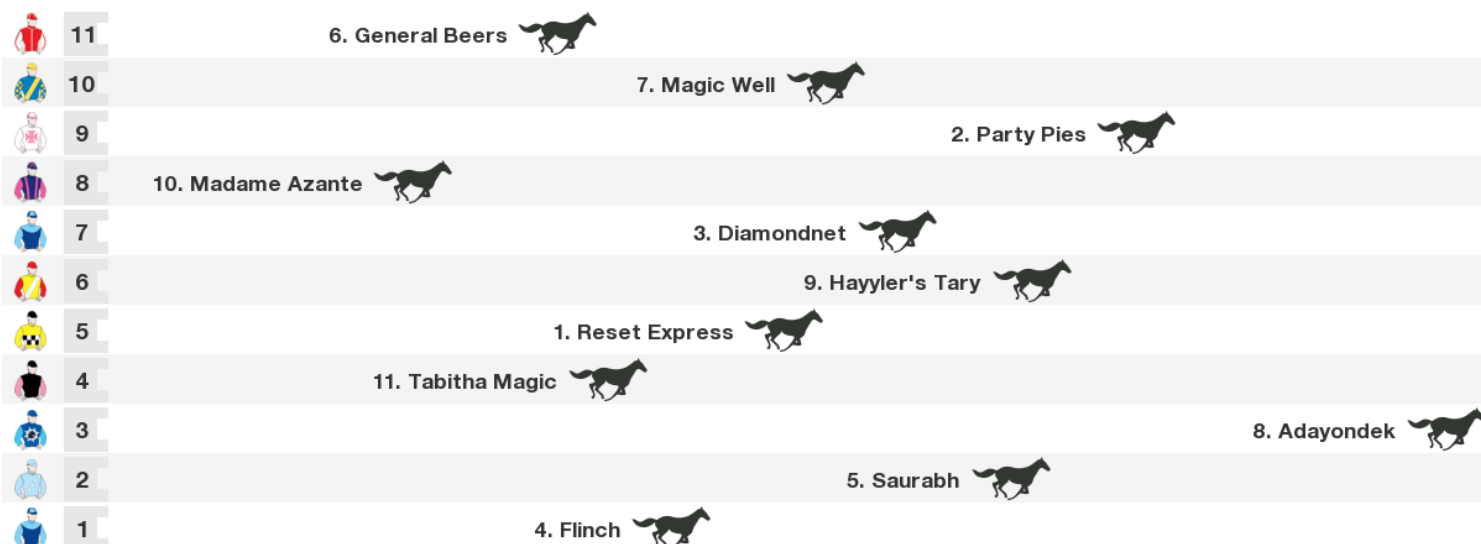 11 6. General Beers
10 7. Magic Well
9 2. Party Pies
8 10. Madame Azante
7 3. Diamondnet
6 9. Hayyler's Tary
5 1. Reset Express
4 11. Tabitha Magic
3 8. Adayondek
2 5. Saurabh
1 4. Flinch